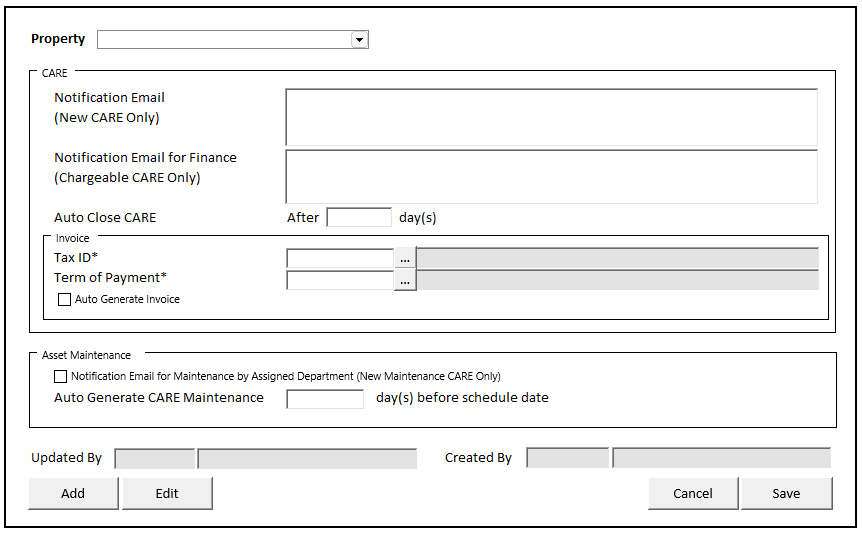 Property
CARE
Notification Email
(New CARE Only)
Notification Email for Finance
(Chargeable CARE Only)
Auto Close CARE After day(s)
Invoice
Tax ID* ...
Term of Payment* ...
Auto Generate Invoice
Asset Maintenance
Notification Email for Maintenance by Assigned Department (New Maintenance CARE Only)
Auto Generate CARE Maintenance day(s) before schedule date
Updated By Created By
Add Edit Cancel Save